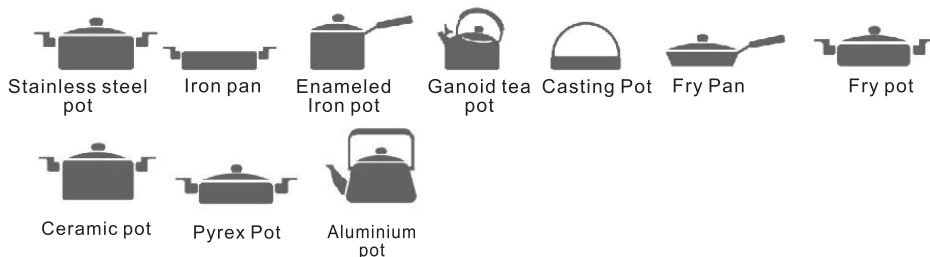 Stainless steel
pot
Iron pan
Enameled
Iron pot
Ganoid tea
pot
Casting Pot
Fry Pan
Fry pot
Ceramic pot
Pyrex Pot
Aluminium
pot